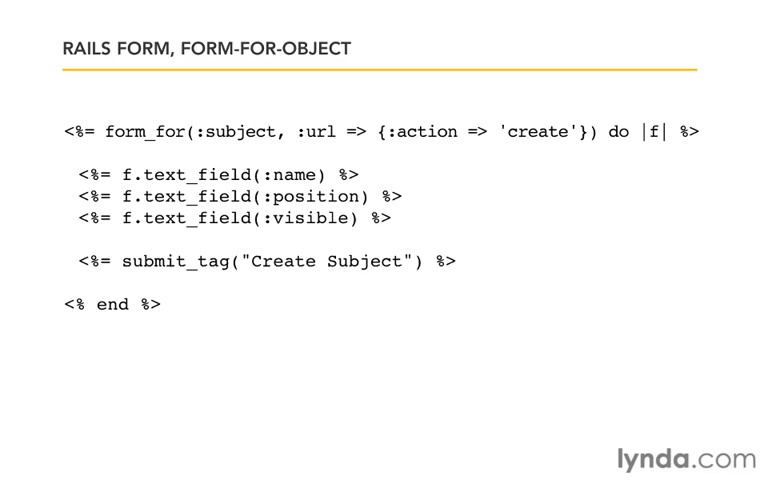 RAILS FORM, FORM-FOR-OBJECT
<%= form_for(:subject, :url => {:action => 'create'}) do |f| %>
<%= f.text_field(:name) %>
<%= f.text_field(:position) %>
<%= f.text_field(:visible) %>
<%= submit_tag("Create Subject") %>
<% end %>
lynda.com